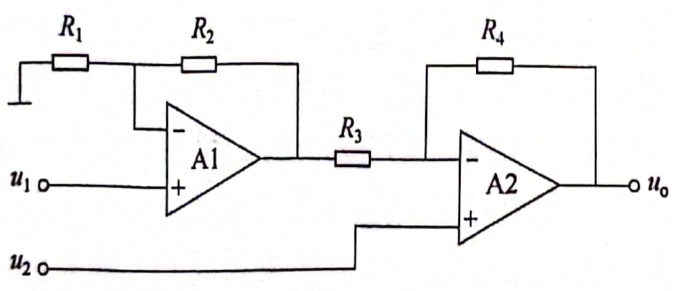 R₁ R₂ R₄
R₃
− A1 +
− A2 +
u₁
uₒ
u₂